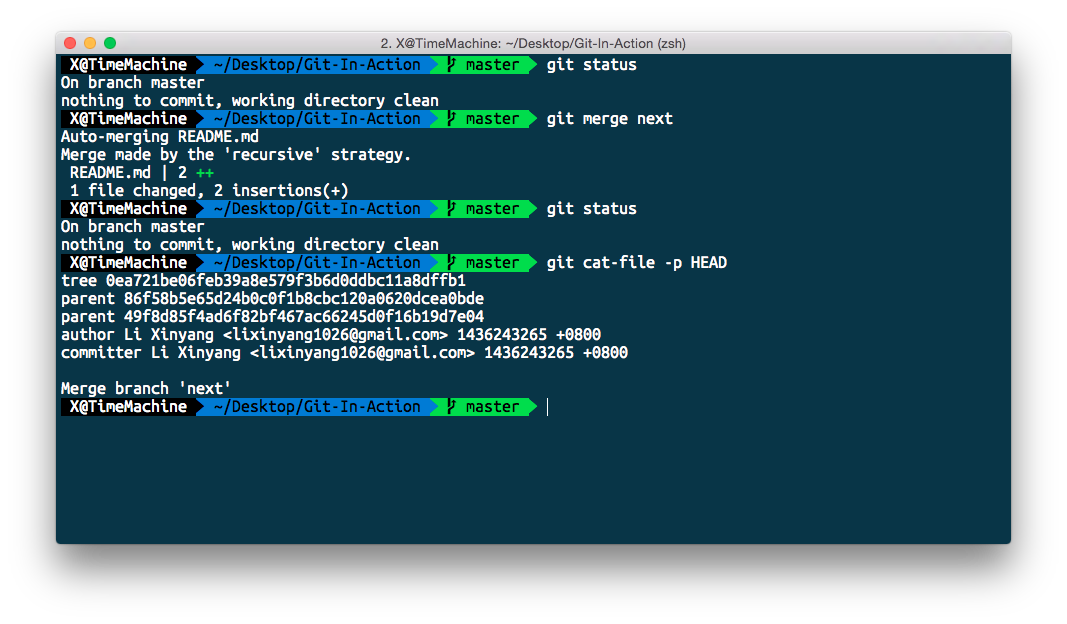 2. X@TimeMachine: ~/Desktop/Git-In-Action (zsh)
X@TimeMachine ~/Desktop/Git-In-Action master git status
On branch master
nothing to commit, working directory clean
X@TimeMachine ~/Desktop/Git-In-Action master git merge next
Auto-merging README.md
Merge made by the 'recursive' strategy.
README.md | 2 ++
1 file changed, 2 insertions(+)
X@TimeMachine ~/Desktop/Git-In-Action master git status
On branch master
nothing to commit, working directory clean
X@TimeMachine ~/Desktop/Git-In-Action master git cat-file -p HEAD
tree 0ea721be06feb39a8e579f3b6d0ddbc11a8dffb1
parent 86f58b5e65d24b0c0f1b8cbc120a0620dcea0bde
parent 49f8d85f4ad6f82bf467ac66245d0f16b19d7e04
author Li Xinyang <lixinyang1026@gmail.com> 1436243265 +0800
committer Li Xinyang <lixinyang1026@gmail.com> 1436243265 +0800
Merge branch 'next'
X@TimeMachine ~/Desktop/Git-In-Action master